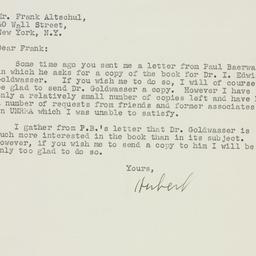 Mr. Frank Altschul,
40 Wall Street,
New York, N.Y.
Dear Frank:
Some time ago you sent me a letter from Paul Baerwa
in which he asks for a copy of the book for Dr. I. Edwi
Goldwasser. If you wish me to do so, I will of course
be glad to send Dr. Goldwasser a copy. However I have
only a relatively small number of copies left and have
a number of requests from friends and former associates
in UNRRA which I was unable to satisfy.
I gather from P.B.'s letter that Dr. Goldwasser is
much more interested in the book than in its subject.
However, if you wish me to send a copy to him I will be
only too glad to do so.
Yours,
Hubert